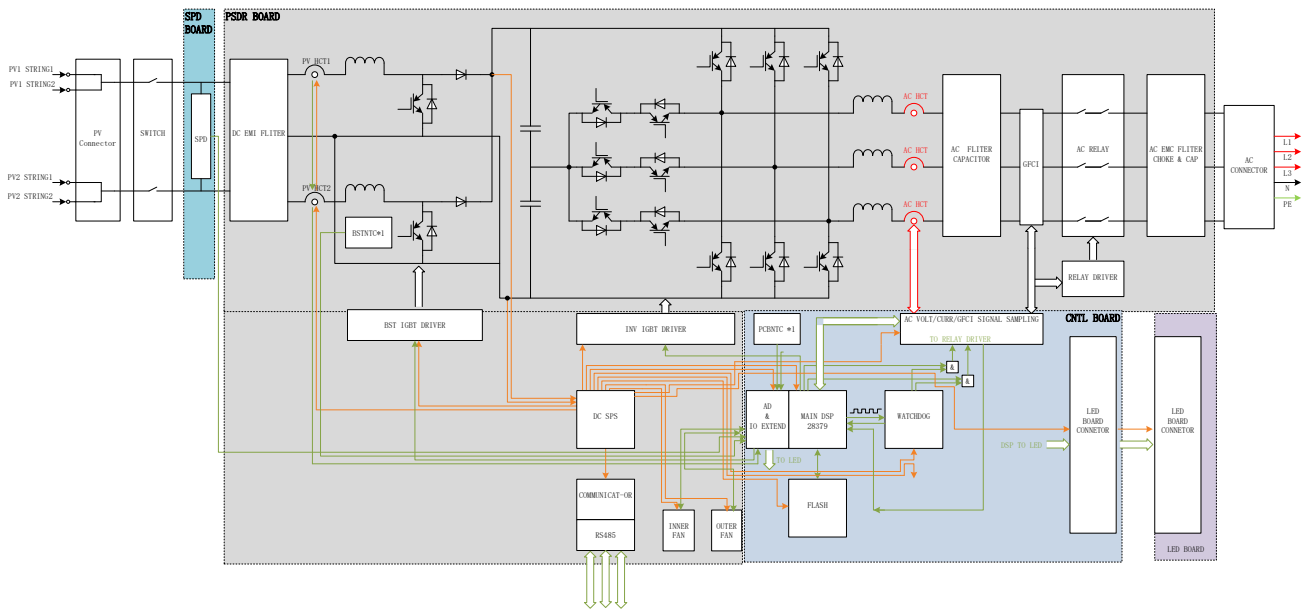 SPD
BOARD
PSDR BOARD
PV1 STRING1
PV1 STRING2
PV2 STRING1
PV2 STRING2
PV
Connector
SWITCH
SPD
DC EMI FLITER
PV HCT1
PV HCT2
BSTNTC*1
AC HCT
AC HCT
AC HCT
AC FLITER
CAPACITOR
GFCI
AC RELAY
AC EMC FLITER
CHOKE & CAP
AC
CONNECTOR
L1
L2
L3
N
PE
RELAY DRIVER
BST IGBT DRIVER
INV IGBT DRIVER
PCBNTC *1
AC VOLT/CURR/GFCI SIGNAL SAMPLING
CNTL BOARD
TO RELAY DRIVER
&
&
DC SPS
AD
&
IO EXTEND
MAIN DSP
28379
WATCHDOG
LED
BOARD
CONNETOR
LED
BOARD
CONNETOR
DSP TO LED
TO LED
COMMUNICAT-OR
RS485
INNER
FAN
OUTER
FAN
FLASH
LED BOARD